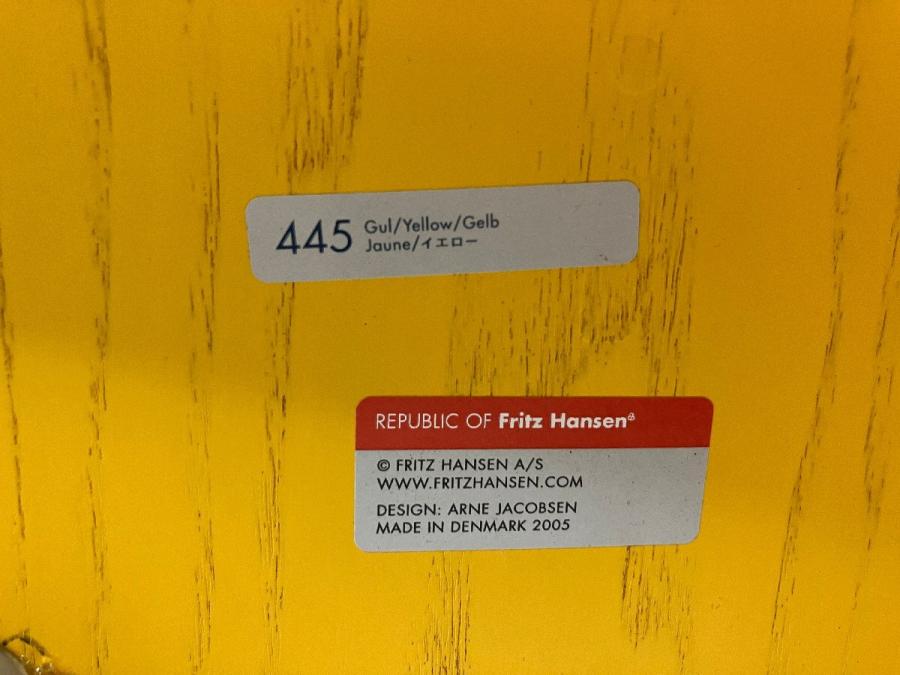 445 Gul/Yellow/Gelb
Jaune/イエロー
REPUBLIC OF Fritz Hansen®
© FRITZ HANSEN A/S
WWW.FRITZHANSEN.COM
DESIGN: ARNE JACOBSEN
MADE IN DENMARK 2005